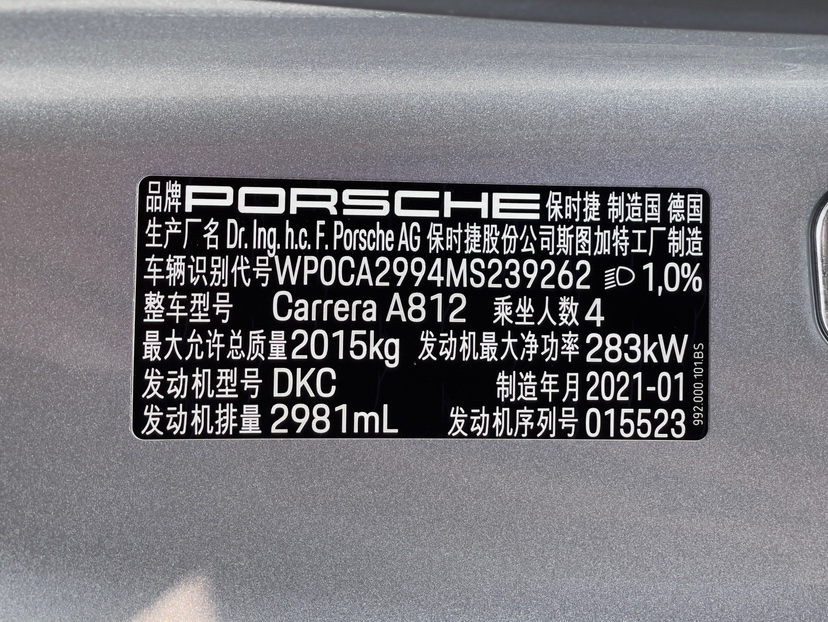 品牌 PORSCHE 保时捷 制造国 德国
生产厂名 Dr. Ing. h.c. F. Porsche AG 保时捷股份公司斯图加特工厂制造
车辆识别代号 WP0CA2994MS239262 1,0%
整车型号 Carrera A812 乘坐人数 4
最大允许总质量 2015kg 发动机最大净功率 283kW
发动机型号 DKC 制造年月 2021-01
发动机排量 2981mL 发动机序列号 015523
992.000.101.BS